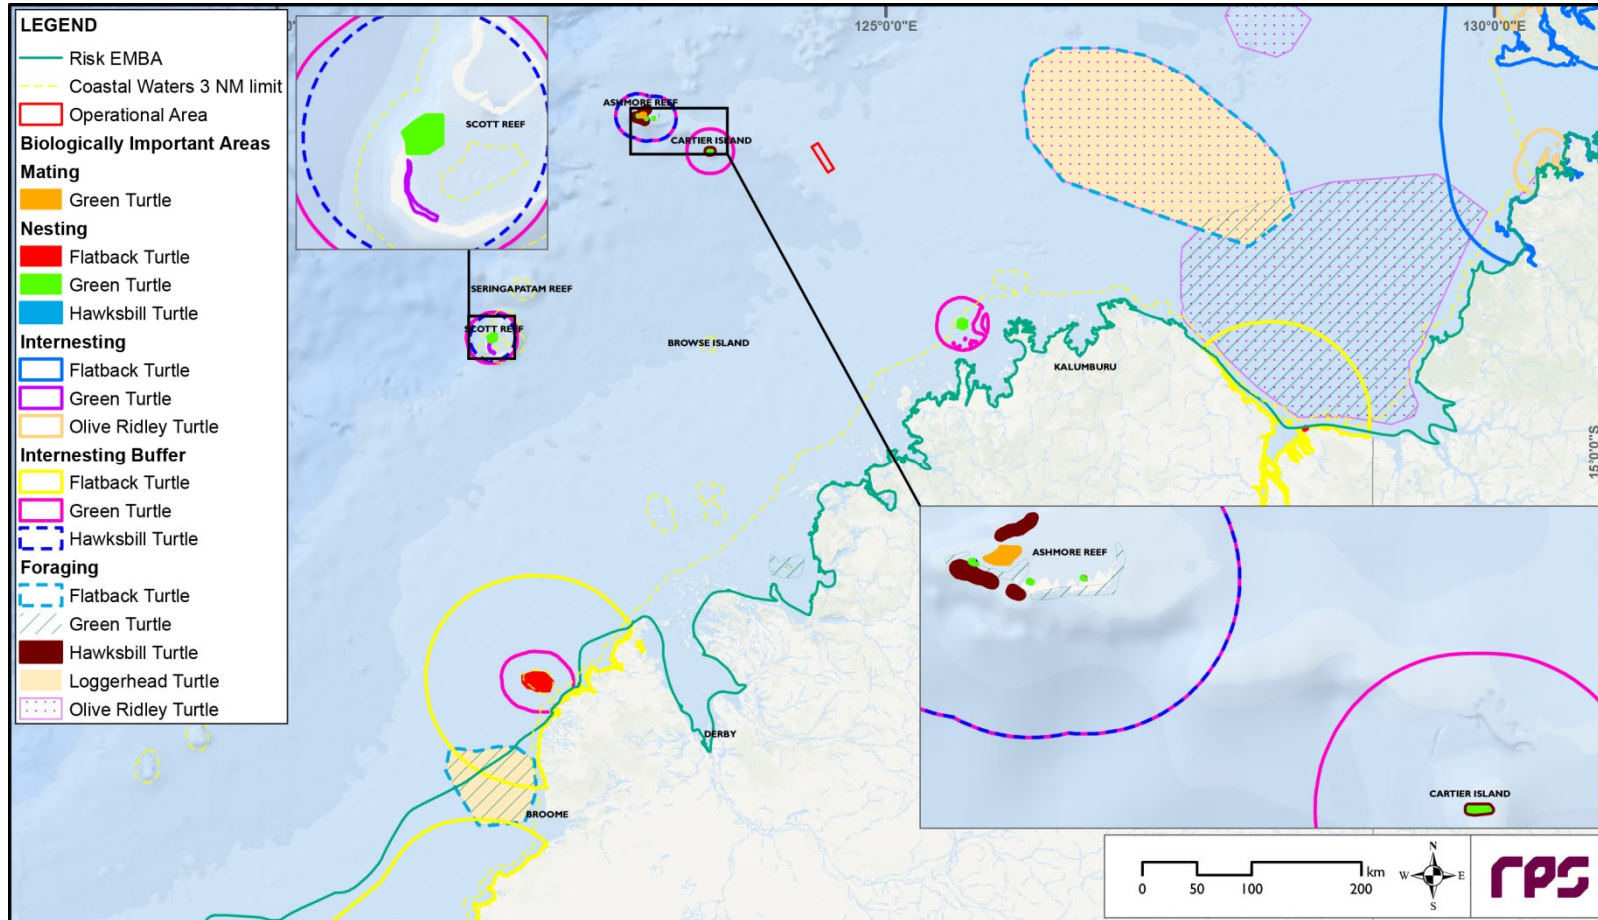 LEGEND
Risk EMBA
Coastal Waters 3 NM limit
Operational Area
Biologically Important Areas
Mating
Green Turtle
Nesting
Flatback Turtle
Green Turtle
Hawksbill Turtle
Internesting
Flatback Turtle
Green Turtle
Olive Ridley Turtle
Internesting Buffer
Flatback Turtle
Green Turtle
Hawksbill Turtle
Foraging
Flatback Turtle
Green Turtle
Hawksbill Turtle
Loggerhead Turtle
Olive Ridley Turtle
125°0'0"E
130°0'0"E
15°0'0"S
SCOTT REEF
ASHMORE REEF
CARTIER ISLAND
SERINGAPATAM REEF
SCOTT REEF
BROWSE ISLAND
KALUMBURU
DERBY
BROOME
ASHMORE REEF
CARTIER ISLAND
0 50 100 200 km
N
W E
S
rps